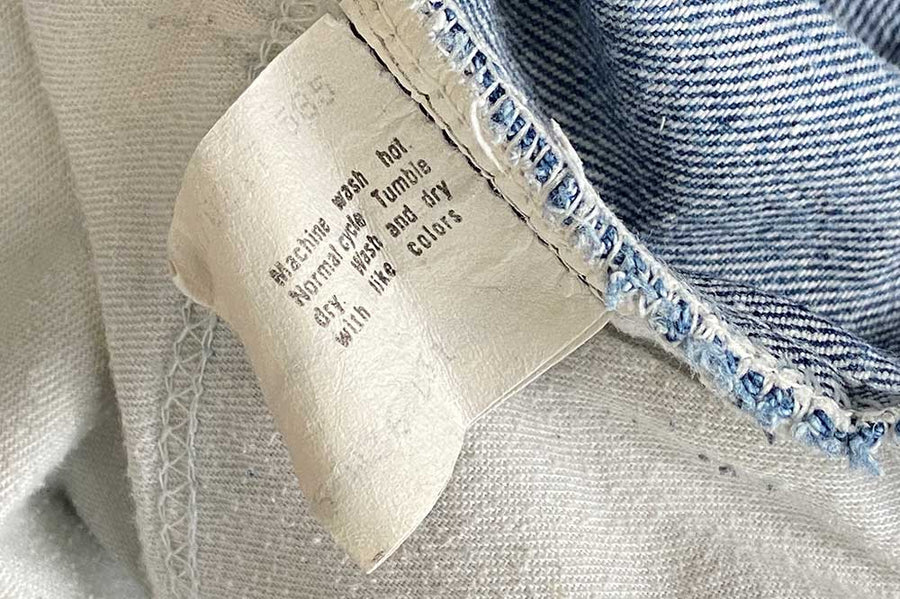 Machine wash hot.
Normal cycle Tumble
dry. Wash and dry
with like Colors